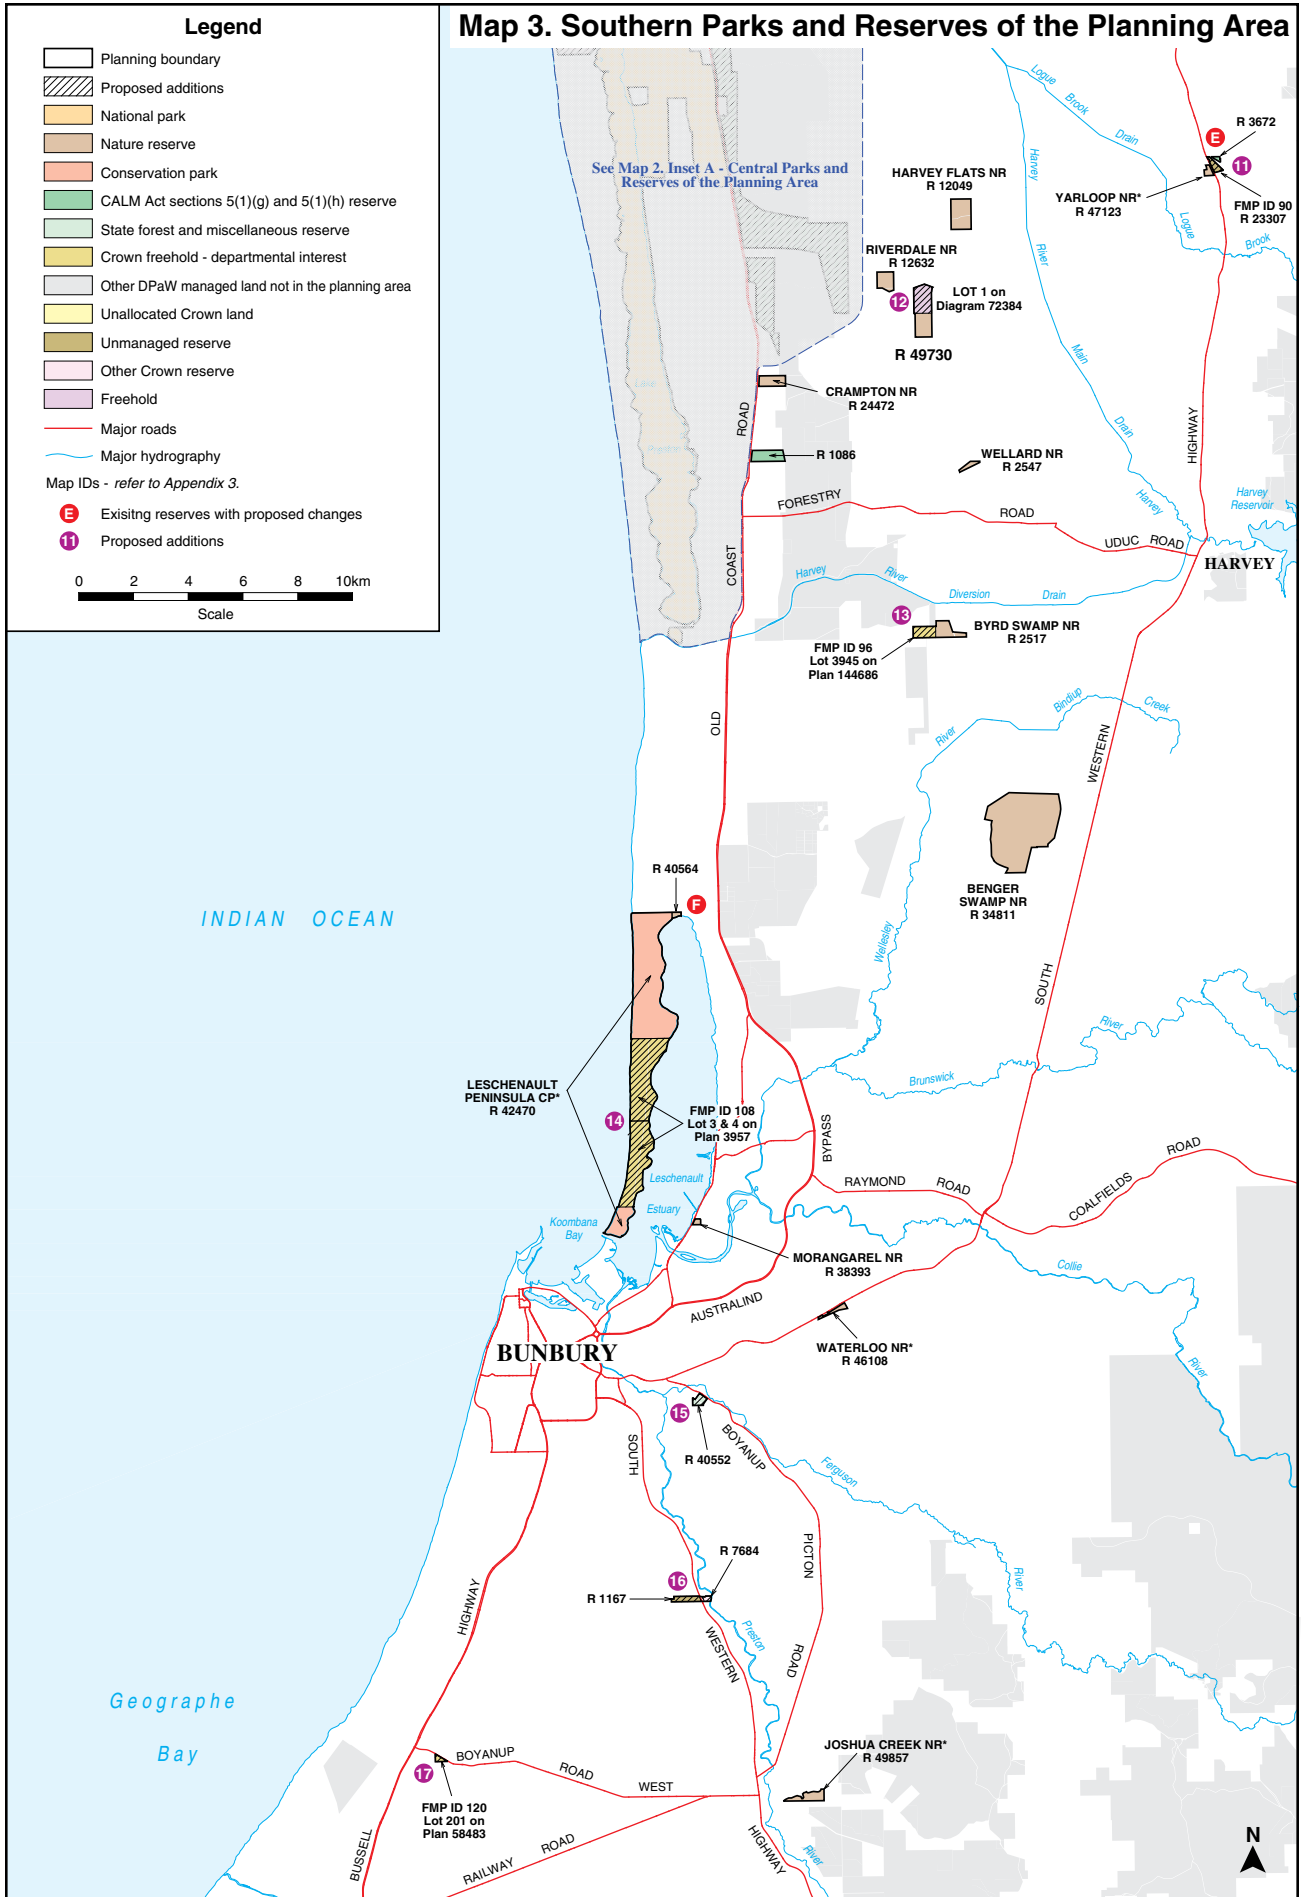 Map 3. Southern Parks and Reserves of the Planning Area
Legend
Planning boundary
Proposed additions
National park
Nature reserve
Conservation park
CALM Act sections 5(1)(g) and 5(1)(h) reserve
State forest and miscellaneous reserve
Crown freehold - departmental interest
Other DPaW managed land not in the planning area
Unallocated Crown land
Unmanaged reserve
Other Crown reserve
Freehold
Major roads
Major hydrography
Map IDs - refer to Appendix 3.
E Exisitng reserves with proposed changes
11 Proposed additions
0 2 4 6 8 10km
Scale
See Map 2. Inset A - Central Parks and
Reserves of the Planning Area
Logue
Brook
Drain
Harvey
River
Main
Drain
Harvey
Logue
Brook
E
R 3672
11
YARLOOP NR*
R 47123
FMP ID 90
R 23307
HARVEY FLATS NR
R 12049
RIVERDALE NR
R 12632
12
LOT 1 on
Diagram 72384
R 49730
CRAMPTON NR
R 24472
ROAD
R 1086
WELLARD NR
R 2547
HIGHWAY
Harvey
Reservoir
FORESTRY
ROAD
UDUC ROAD
HARVEY
COAST
Harvey
River
Diversion
Drain
13
BYRD SWAMP NR
R 2517
FMP ID 96
Lot 3945 on
Plan 144686
OLD
River
Bindiup
Creek
WESTERN
BENGER
SWAMP NR
R 34811
R 40564
F
INDIAN OCEAN
Wellesley
SOUTH
River
Brunswick
LESCHENAULT
PENINSULA CP*
R 42470
14
FMP ID 108
Lot 3 & 4 on
Plan 3957
BYPASS
Leschenault
Estuary
Koombana
Bay
RAYMOND
ROAD
COALFIELDS
ROAD
MORANGAREL NR
R 38393
Collie
River
AUSTRALIND
WATERLOO NR*
R 46108
BUNBURY
15
R 40552
SOUTH
BOYANUP
Ferguson
River
PICTON
ROAD
R 7684
16
R 1167
WESTERN
Preston
HIGHWAY
Geographe
Bay
JOSHUA CREEK NR*
R 49857
BOYANUP
ROAD
WEST
17
FMP ID 120
Lot 201 on
Plan 58483
BUSSELL
RAILWAY
ROAD
HIGHWAY
River
N